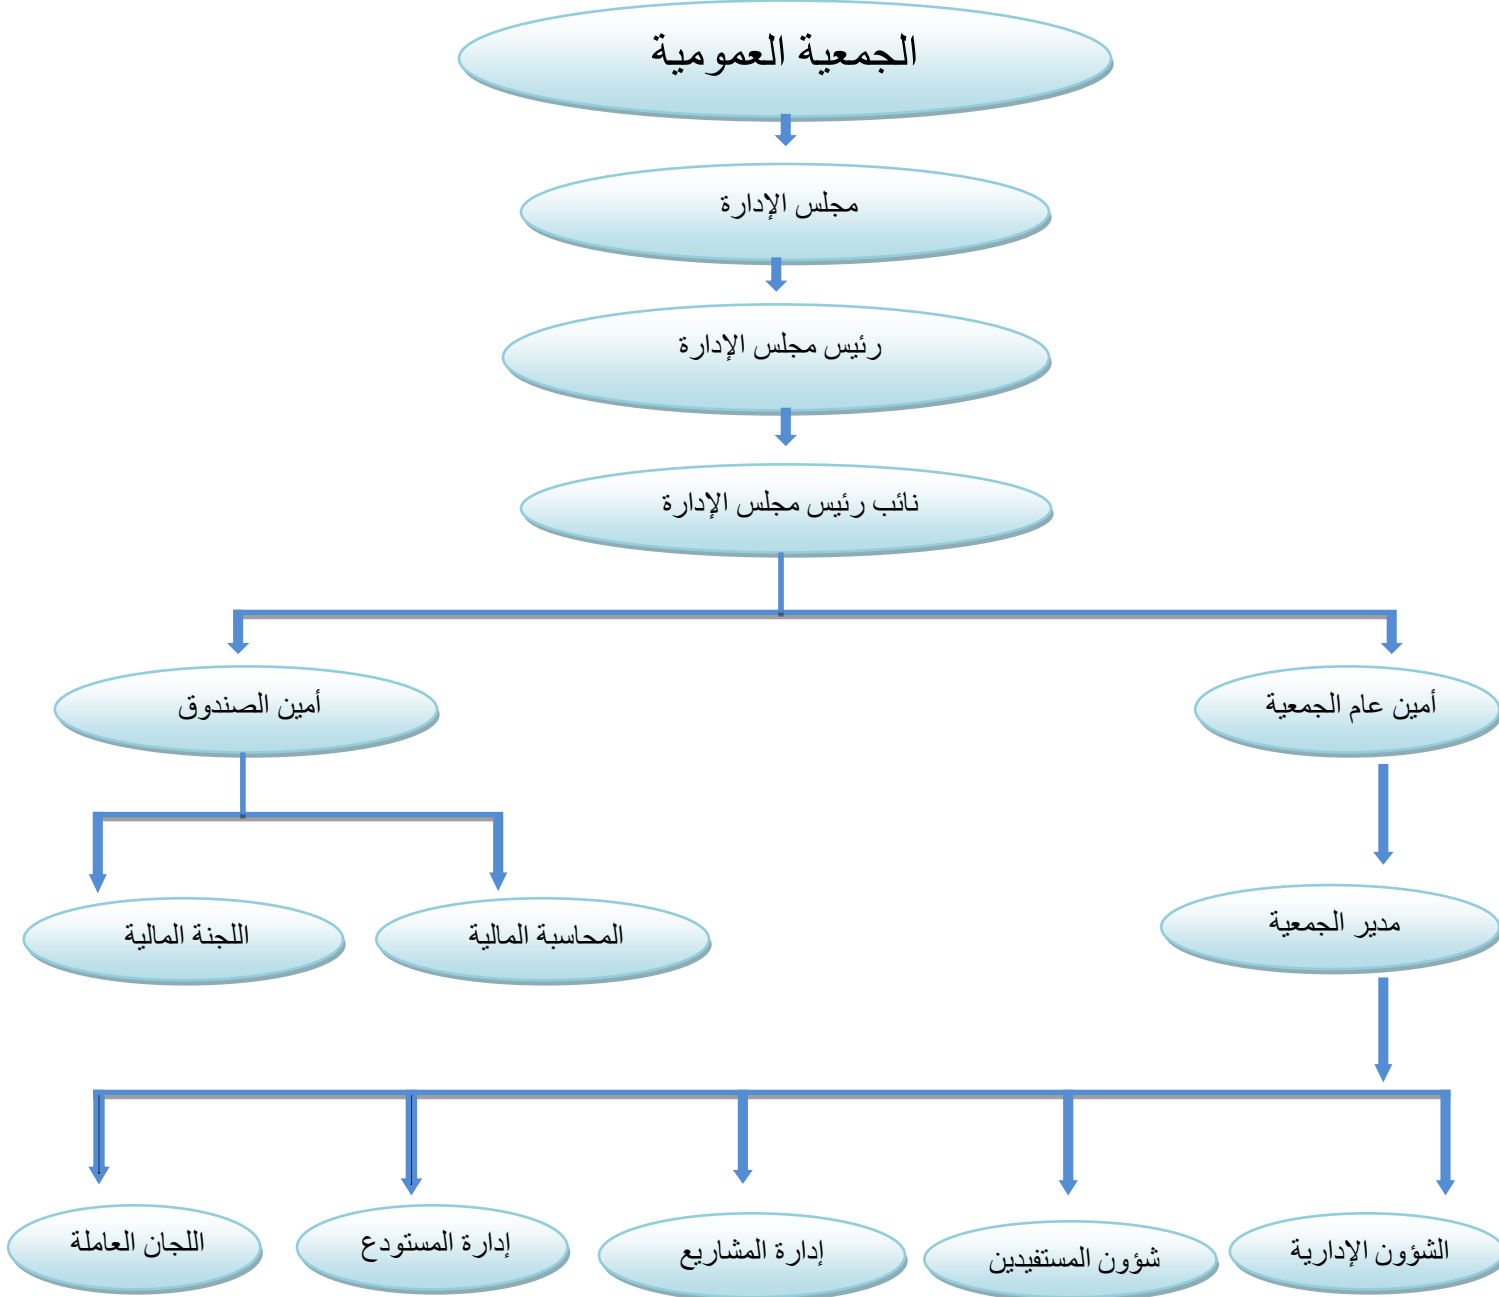 الجمعية العمومية
مجلس الإدارة
رئيس مجلس الإدارة
نائب رئيس مجلس الإدارة
أمين عام الجمعية
أمين الصندوق
مدير الجمعية
المحاسبة المالية
اللجنة المالية
الشؤون الإدارية
شؤون المستفيدين
إدارة المشاريع
إدارة المستودع
اللجان العاملة